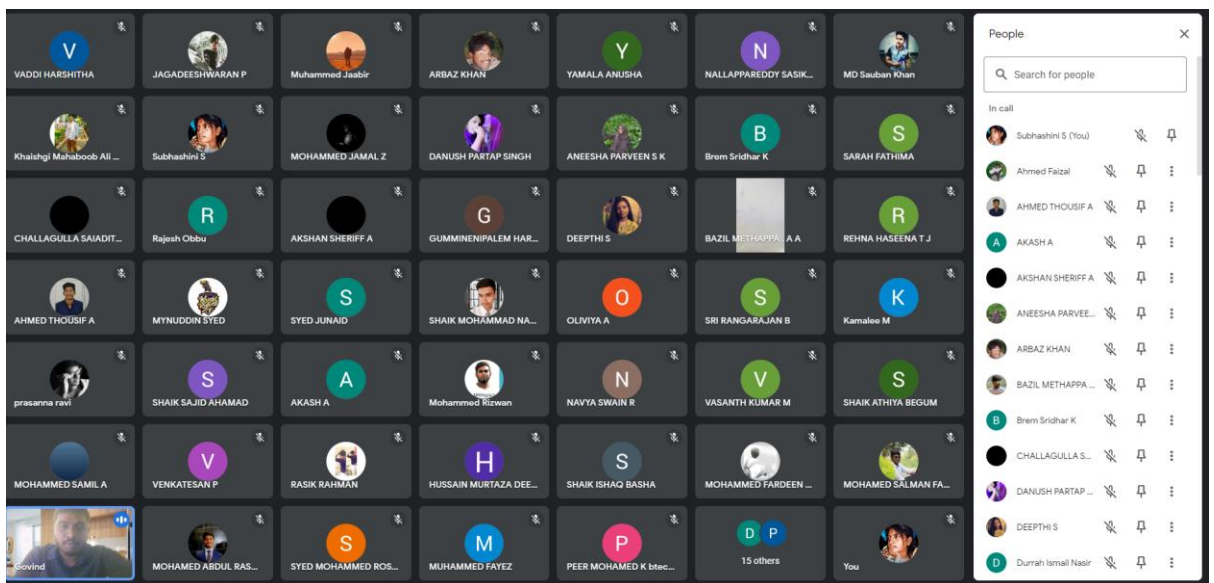 V
VADDI HARSHITHA
JAGADEESHWARAN P
Muhammed Jaabir
ARBAZ KHAN
Y
YAMALA ANUSHA
N
NALLAPPAREDDY SASIK...
MD Sauban Khan
Khaishgi Mahaboob Ali ...
Subhashini S
MOHAMMED JAMAL Z
DANUSH PARTAP SINGH
ANEESHA PARVEEN S K
B
Brem Sridhar K
S
SARAH FATHIMA
CHALLAGULLA SAIADIT...
R
Rajesh Obbu
AKSHAN SHERIFF A
G
GUMMINENIPALEM HAR...
DEEPTHI S
BAZIL METHAPPA A A
R
REHNA HASEENA T J
AHMED THOUSIF A
MYNUDDIN SYED
S
SYED JUNAID
SHAIK MOHAMMAD NA...
O
OLIVIYA A
S
SRI RANGARAJAN B
K
Kamalee M
prasanna ravi
S
SHAIK SAJID AHAMAD
A
AKASH A
Mohammed Rizwan
N
NAVYA SWAIN R
V
VASANTH KUMAR M
S
SHAIK ATHIYA BEGUM
MOHAMMED SAMIL A
V
VENKATESAN P
RASIK RAHMAN
H
HUSSAIN MURTAZA DEE...
S
SHAIK ISHAQ BASHA
MOHAMMED FARDEEN ...
MOHAMED SALMAN FA...
Govind
MOHAMED ABDUL RAS...
S
SYED MOHAMMED ROS...
M
MUHAMMED FAYEZ
P
PEER MOHAMED K btec...
D P
15 others
You
People
Search for people
In call
Subhashini S (You)
Ahmed Faizal
AHMED THOUSIF A
A
AKASH A
AKSHAN SHERIFF A
ANEESHA PARVEE...
ARBAZ KHAN
BAZIL METHAPPA ...
B
Brem Sridhar K
CHALLAGULLA S...
DANUSH PARTAP ...
DEEPTHI S
D
Durrah Ismail Nasir